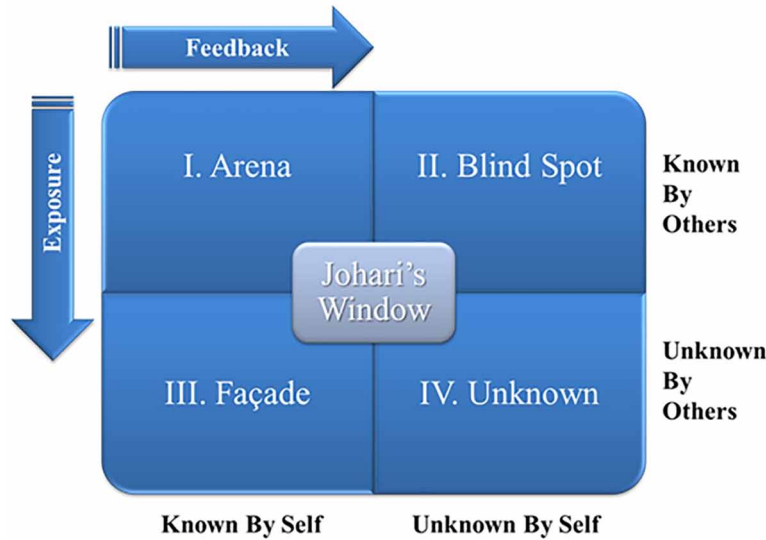 Feedback
Exposure
I. Arena
II. Blind Spot
Known
By
Others
Johari's
Window
III. Façade
IV. Unknown
Unknown
By
Others
Known By Self
Unknown By Self